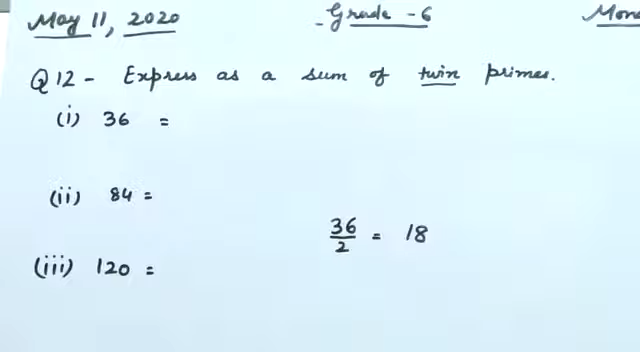 May 11, 2020 - Grade - 6
Q12 - Express as a sum of twin primes.
(i) 36 =
(ii) 84 =
36/2 = 18
(iii) 120 =